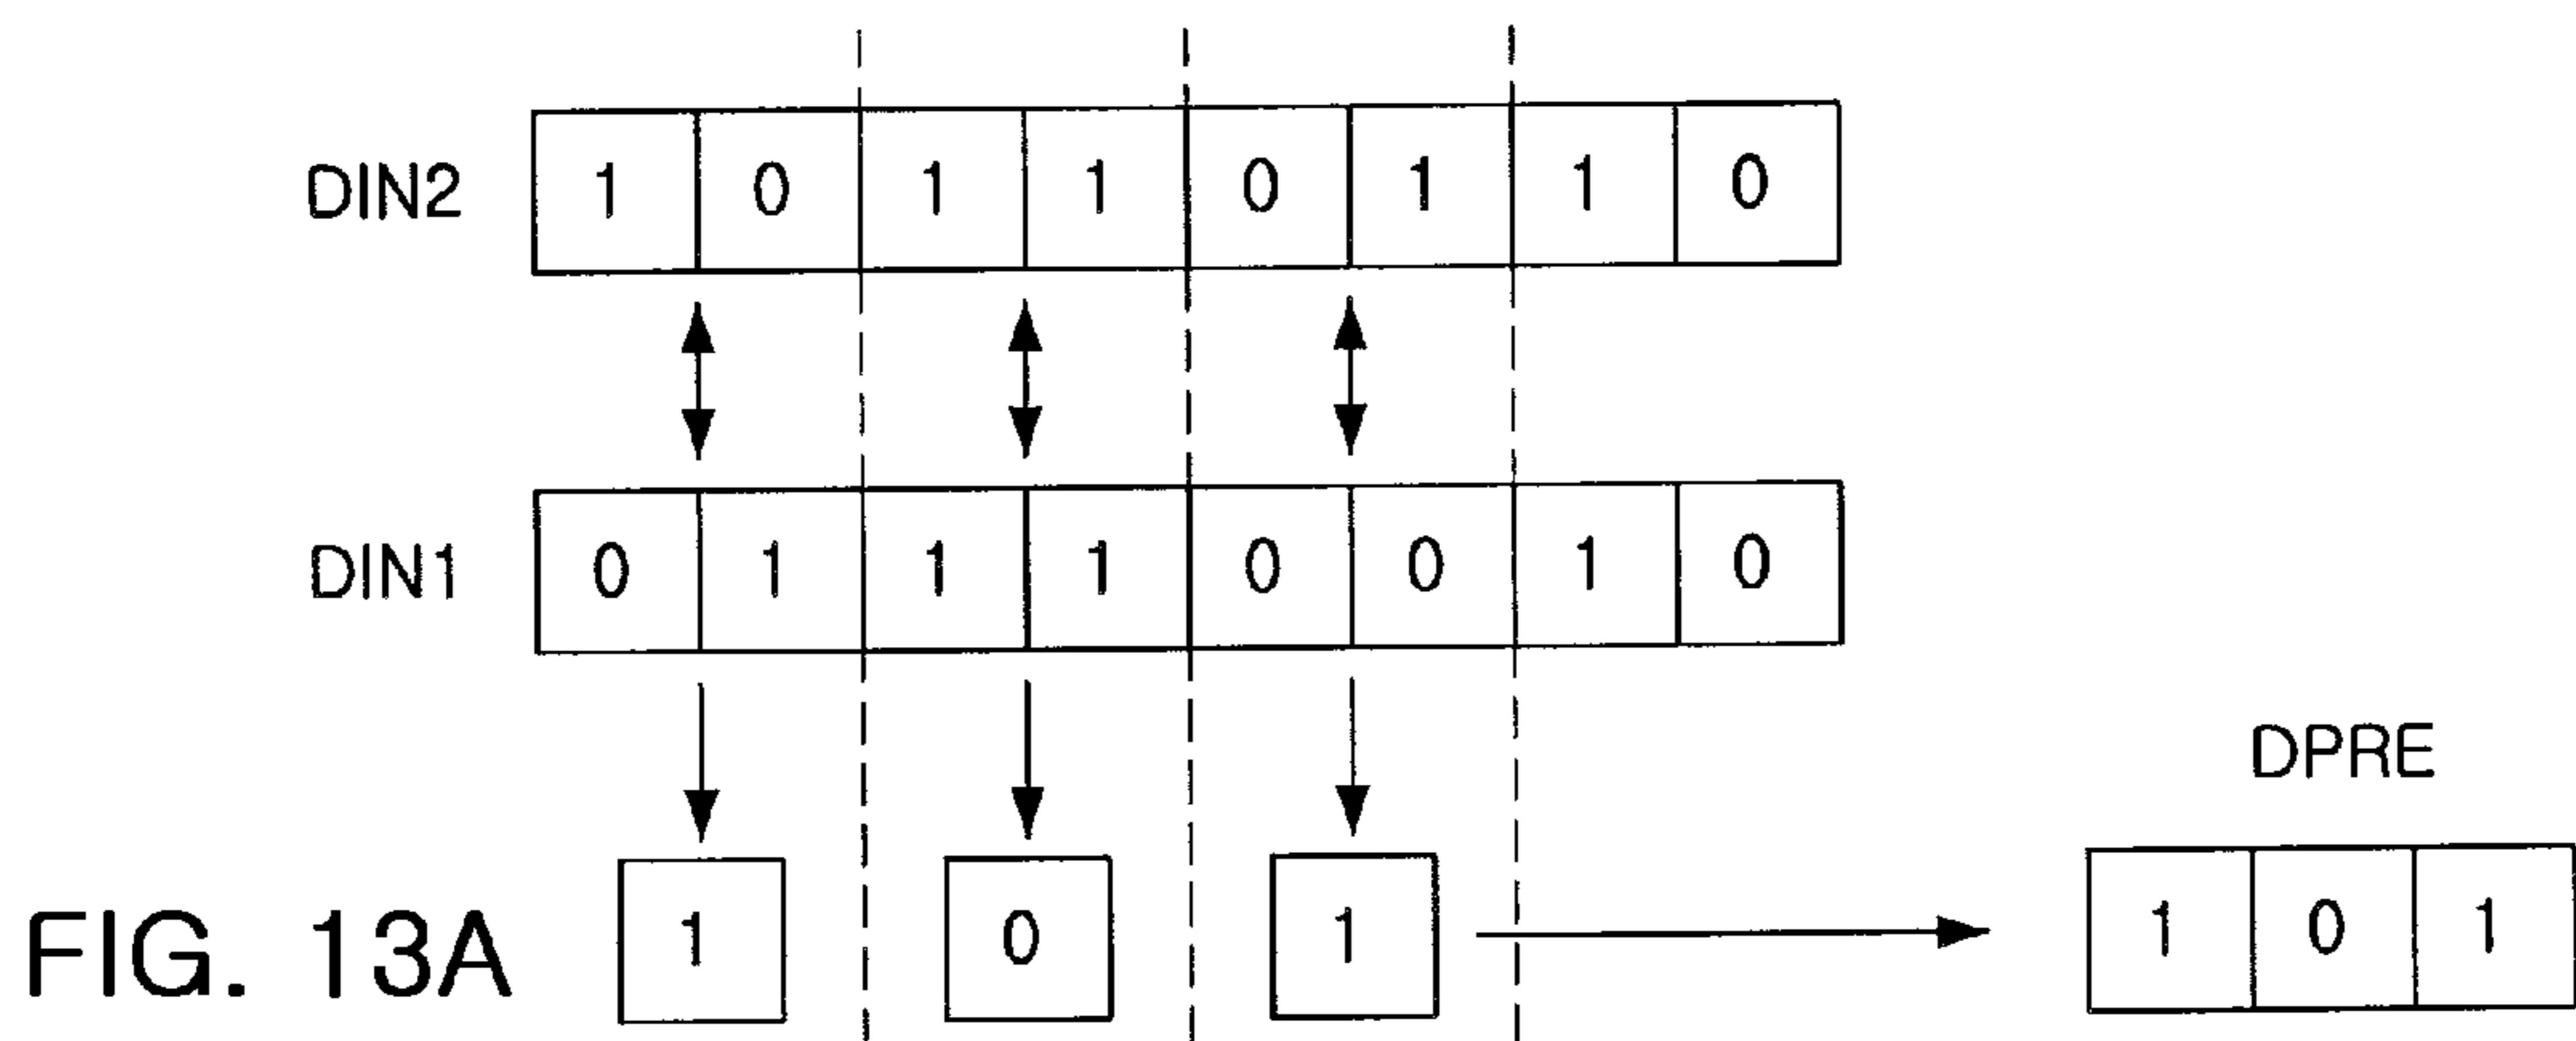 DIN2 1 0 1 1 0 1 1 0
DIN1 0 1 1 1 0 0 1 0
DPRE
FIG. 13A 1 0 1 1 0 1